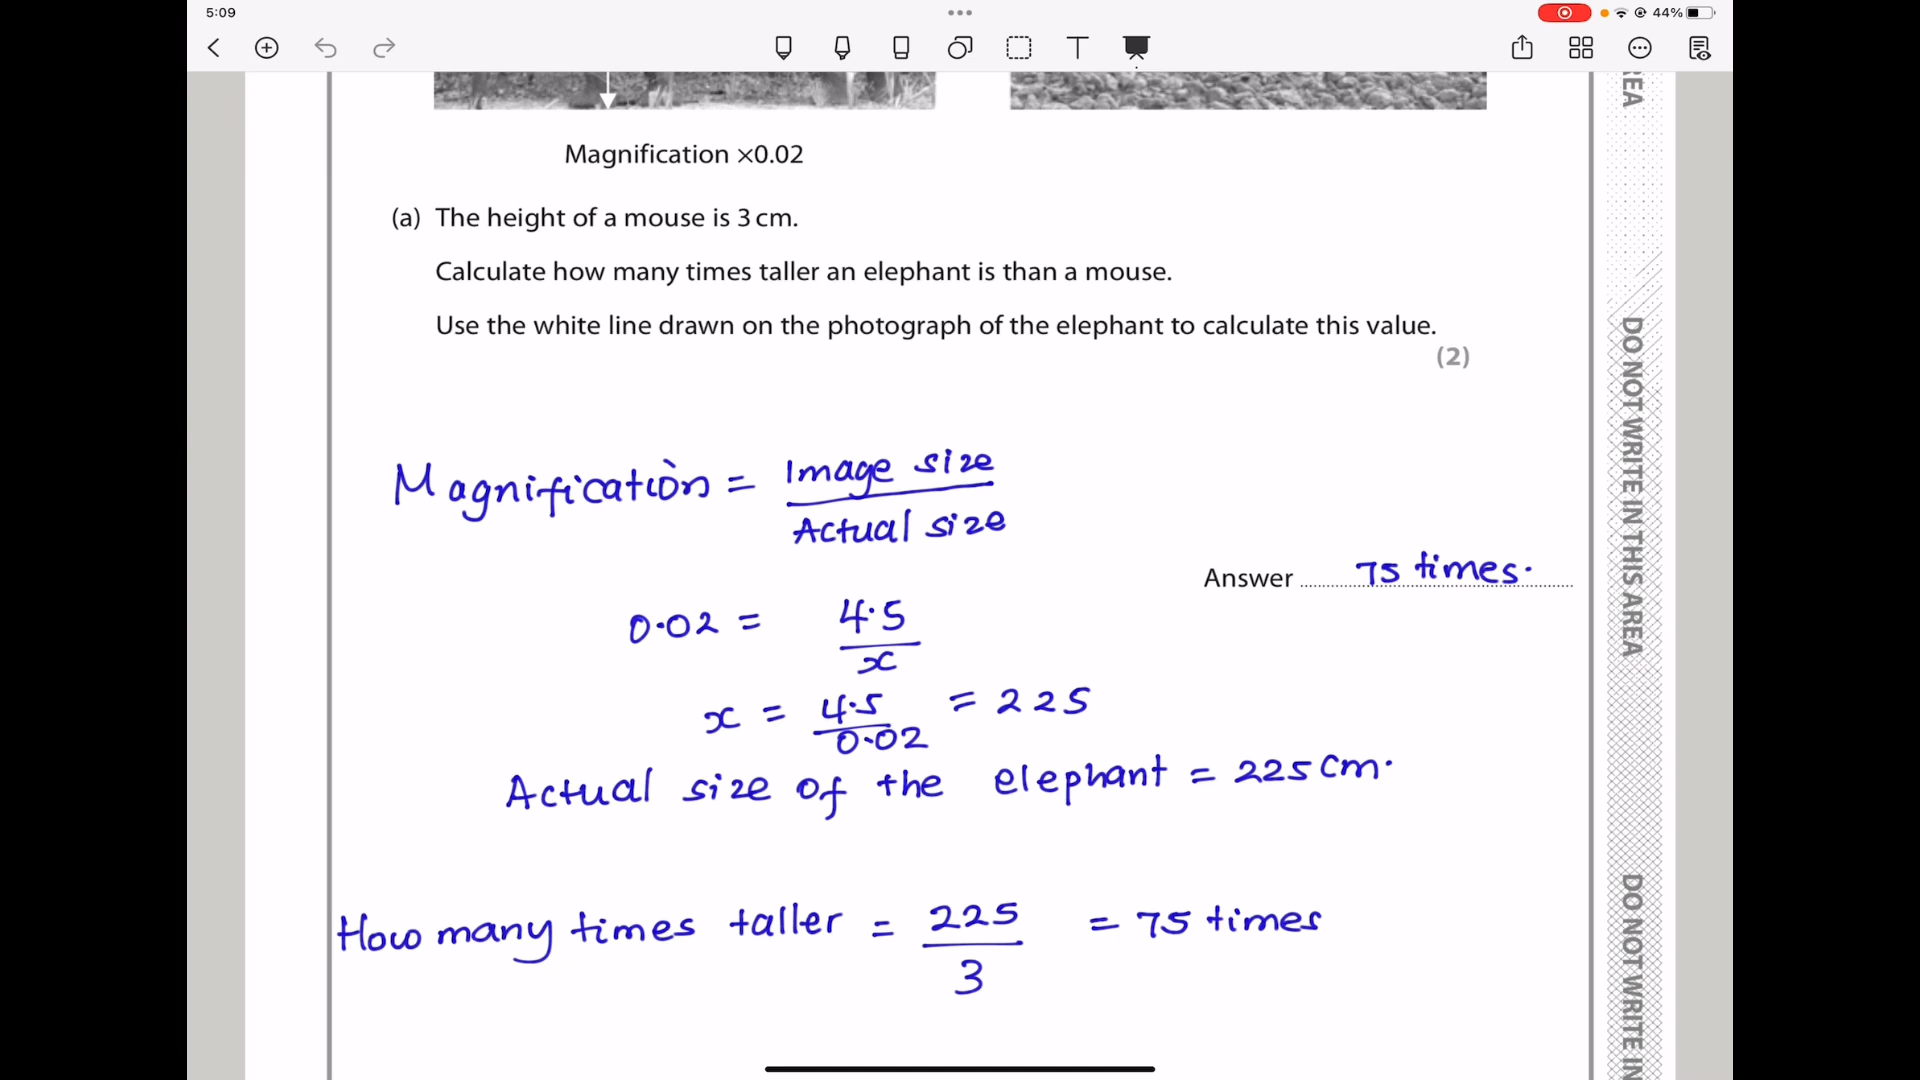 5:09
44%
Magnification ×0.02
(a) The height of a mouse is 3 cm.
Calculate how many times taller an elephant is than a mouse.
Use the white line drawn on the photograph of the elephant to calculate this value.
(2)
Magnification = Image size
Actual size
Answer 75 times.
0.02 = 4.5
x
x = 4.5 = 225
0.02
Actual size of the elephant = 225 cm.
How many times taller = 225 = 75 times
3
EA
DO NOT WRITE IN THIS AREA
DO NOT WRITE IN